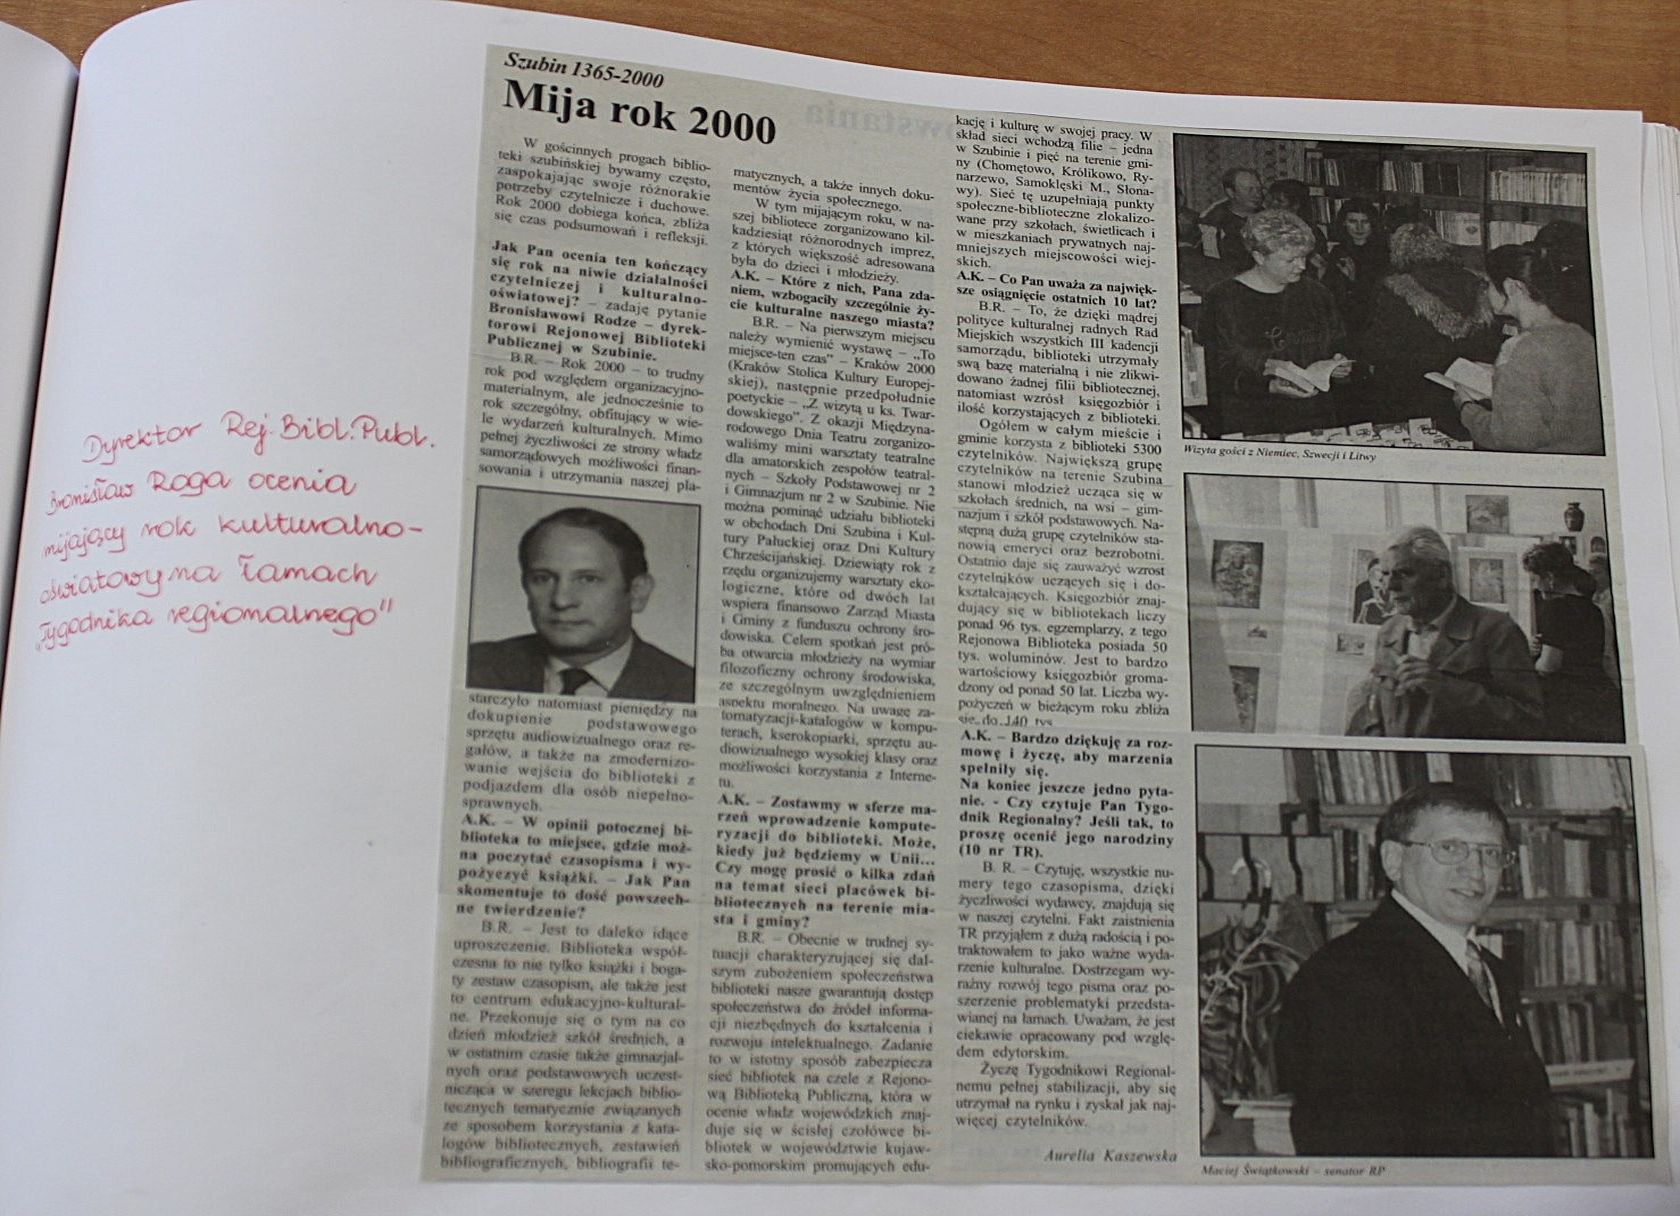 Dyrektor Rej. Bibl. Publ.
Bronisław Roga ocenia
mijający rok kulturalno-
oświatowy na łamach
„Tygodnika regionalnego"
Szubin 1365-2000
Mija rok 2000
W gościnnych progach biblio-
teki szubińskiej bywamy często,
zaspokajając swoje różnorakie
potrzeby czytelnicze i duchowe.
Rok 2000 dobiega końca, zbliża
się czas podsumowań i refleksji.
Jak Pan ocenia ten kończący
się rok na niwie działalności
czytelniczej i kulturalno-
oświatowej? – zadaję pytanie
Bronisławowi Rodze – dyrek-
torowi Rejonowej Biblioteki
Publicznej w Szubinie.
B.R. – Rok 2000 – to trudny
rok pod względem organizacyjno-
materialnym, ale jednocześnie to
rok szczególny, obfitujący w wie-
le wydarzeń kulturalnych. Mimo
pełnej życzliwości ze strony władz
samorządowych możliwości finan-
sowania i utrzymania naszej pla-
starczyło natomiast pieniędzy na
dokupienie podstawowego
sprzętu audiowizualnego oraz re-
gałów, a także na zmodernizo-
wanie wejścia do biblioteki z
podjazdem dla osób niepełno-
sprawnych.
A.K. – W opinii potocznej bi-
blioteka to miejsce, gdzie moż-
na poczytać czasopisma i wy-
pożyczyć książki. – Jak Pan
skomentuje to dość powszech-
ne twierdzenie?
B.R. – Jest to daleko idące
uproszczenie. Biblioteka współ-
czesna to nie tylko książki i boga-
ty zestaw czasopism, ale także jest
to centrum edukacyjno-kultural-
ne. Przekonuje się o tym na co
dzień młodzież szkół średnich, a
w ostatnim czasie także gimnazjal-
nych oraz podstawowych uczest-
nicząca w szeregu lekcjach biblio-
tecznych tematycznie związanych
ze sposobem korzystania z kata-
logów bibliotecznych, zestawień
bibliograficznych, bibliografii te-
matycznych, a także innych doku-
mentów życia społecznego.
W tym mijającym roku, w na-
szej bibliotece zorganizowano kil-
kadziesiąt różnorodnych imprez,
z których większość adresowana
była do dzieci i młodzieży.
A.K. – Które z nich, Pana zda-
niem, wzbogaciły szczególnie ży-
cie kulturalne naszego miasta?
B.R. – Na pierwszym miejscu
należy wymienić wystawę – „To
miejsce-ten czas" – Kraków 2000
(Kraków Stolica Kultury Europej-
skiej), następnie przedpołudnie
poetyckie – „Z wizytą u ks. Twar-
dowskiego". Z okazji Międzyna-
rodowego Dnia Teatru zorganizo-
waliśmy mini warsztaty teatralne
dla amatorskich zespołów teatral-
nych – Szkoły Podstawowej nr 2
i Gimnazjum nr 2 w Szubinie. Nie
można pominąć udziału biblioteki
w obchodach Dni Szubina i Kul-
tury Pałuckiej oraz Dni Kultury
Chrześcijańskiej. Dziewiąty rok z
rzędu organizujemy warsztaty eko-
logiczne, które od dwóch lat
wspiera finansowo Zarząd Miasta
i Gminy z funduszu ochrony śro-
dowiska. Celem spotkań jest pró-
ba otwarcia młodzieży na wymiar
filozoficzny ochrony środowiska,
ze szczególnym uwzględnieniem
aspektu moralnego. Na uwagę za-
tomatyzacji-katalogów w kompu-
terach, kserokopiarki, sprzętu au-
diowizualnego wysokiej klasy oraz
możliwości korzystania z Interne-
tu.
A.K. – Zostawmy w sferze ma-
rzeń wprowadzenie kompute-
ryzacji do biblioteki. Może,
kiedy już będziemy w Unii...
Czy mogę prosić o kilka zdań
na temat sieci placówek bi-
bliotecznych na terenie mia-
sta i gminy?
B.R. – Obecnie w trudnej sy-
tuacji charakteryzującej się dal-
szym zubożeniem społeczeństwa
biblioteki nasze gwarantują dostęp
społeczeństwa do źródeł informa-
cji niezbędnych do kształcenia i
rozwoju intelektualnego. Zadanie
to w istotny sposób zabezpiecza
sieć bibliotek na czele z Rejono-
wą Biblioteką Publiczną, która w
ocenie władz wojewódzkich znaj-
duje się w ścisłej czołówce bi-
bliotek w województwie kujaw-
sko-pomorskim promujących edu-
kację i kulturę w swojej pracy. W
skład sieci wchodzą filie – jedna
w Szubinie i pięć na terenie gmi-
ny (Chomętowo, Królikowo, Ry-
narzewo, Samoklęski M., Słona-
wy). Sieć tę uzupełniają punkty
społeczne-biblioteczne zlokalizo-
wane przy szkołach, świetlicach i
w mieszkaniach prywatnych naj-
mniejszych miejscowości wiej-
skich.
A.K. – Co Pan uważa za najwięk-
sze osiągnięcie ostatnich 10 lat?
B.R. – To, że dzięki mądrej
polityce kulturalnej radnych Rad
Miejskich wszystkich III kadencji
samorządu, biblioteki utrzymały
swą bazę materialną i nie zlikwi-
dowano żadnej filii bibliotecznej,
natomiast wzrósł księgozbiór i
ilość korzystających z biblioteki.
Ogółem w całym mieście i
gminie korzysta z biblioteki 5300
czytelników. Największą grupę
czytelników na terenie Szubina
stanowi młodzież ucząca się w
szkołach średnich, na wsi – gim-
nazjum i szkół podstawowych. Na-
stępną dużą grupę czytelników sta-
nowią emeryci oraz bezrobotni.
Ostatnio daje się zauważyć wzrost
czytelników uczących się i do-
kształcających. Księgozbiór znaj-
dujący się w bibliotekach liczy
ponad 96 tys. egzemplarzy, z tego
Rejonowa Biblioteka posiada 50
tys. woluminów. Jest to bardzo
wartościowy księgozbiór groma-
dzony od ponad 50 lat. Liczba wy-
pożyczeń w bieżącym roku zbliża
się do 140 tys.
A.K. – Bardzo dziękuję za roz-
mowę i życzę, aby marzenia
spełniły się.
Na koniec jeszcze jedno pyta-
nie. - Czy czytuje Pan Tygo-
dnik Regionalny? Jeśli tak, to
proszę ocenić jego narodziny
(10 nr TR).
B. R. – Czytuję, wszystkie nu-
mery tego czasopisma, dzięki
życzliwości wydawcy, znajdują się
w naszej czytelni. Fakt zaistnienia
TR przyjąłem z dużą radością i po-
traktowałem to jako ważne wyda-
rzenie kulturalne. Dostrzegam wy-
raźny rozwój tego pisma oraz po-
szerzenie problematyki przedsta-
wianej na łamach. Uważam, że jest
ciekawie opracowany pod wzglę-
dem edytorskim.
Życzę Tygodnikowi Regional-
nemu pełnej stabilizacji, aby się
utrzymał na rynku i zyskał jak naj-
więcej czytelników.
Aurelia Kaszewska
Wizyta gości z Niemiec, Szwecji i Litwy
Maciej Świątkowski – senator RP